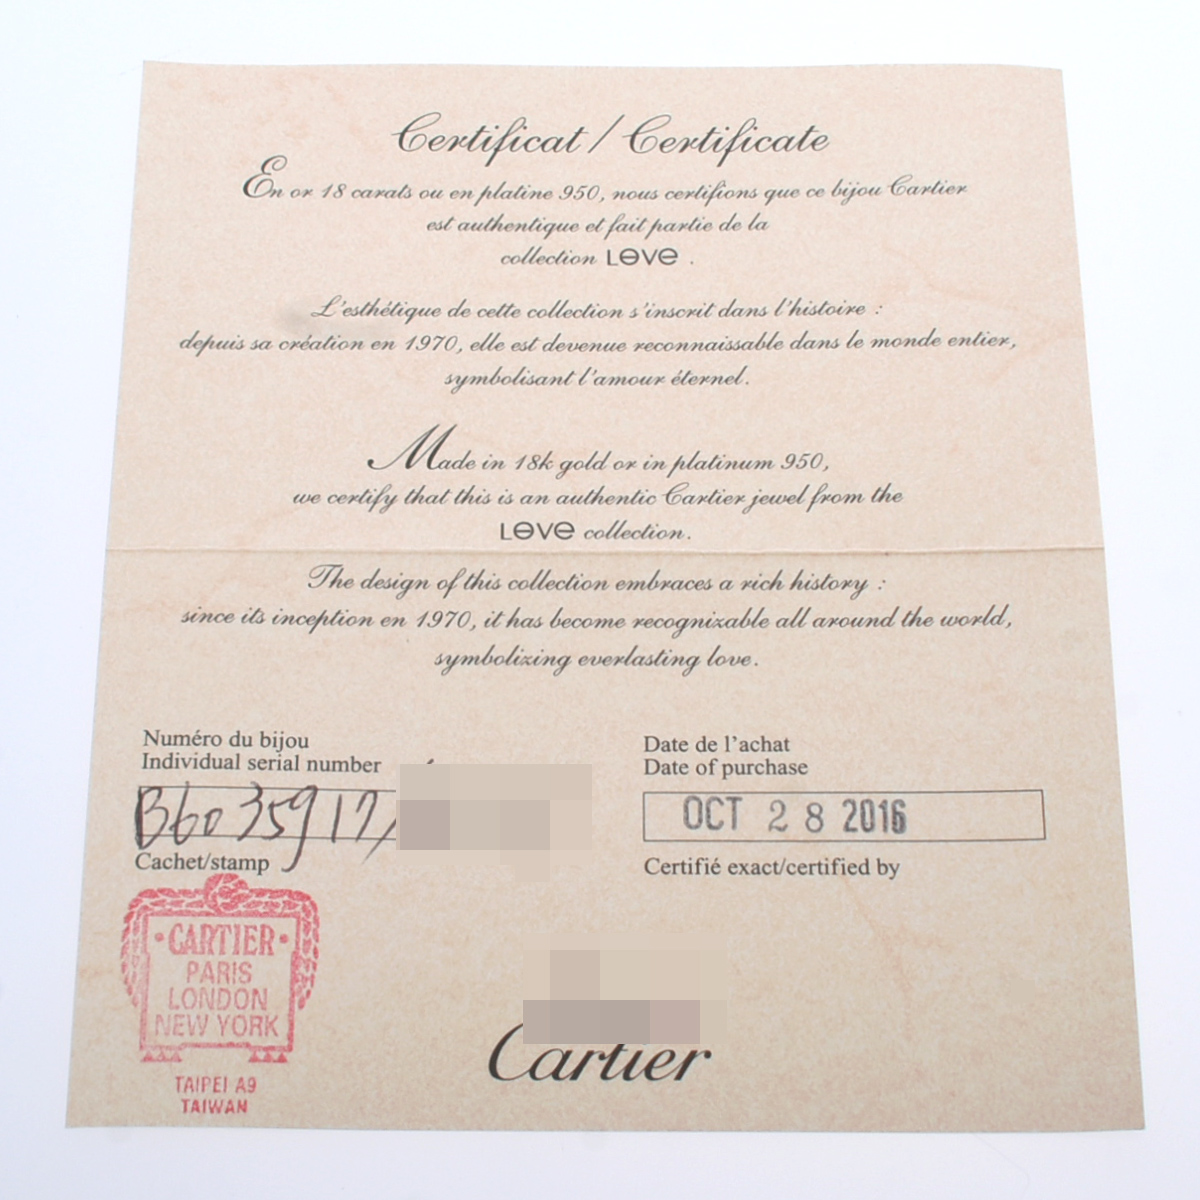 Certificat / Certificate
En or 18 carats ou en platine 950, nous certifions que ce bijou Cartier
est authentique et fait partie de la
collection LOVE .
L'esthétique de cette collection s'inscrit dans l'histoire :
depuis sa création en 1970, elle est devenue reconnaissable dans le monde entier,
symbolisant l'amour éternel.
Made in 18k gold or in platinum 950,
we certify that this is an authentic Cartier jewel from the
LOVE collection.
The design of this collection embraces a rich history :
since its inception en 1970, it has become recognizable all around the world,
symbolizing everlasting love.
Numéro du bijou
Individual serial number
B6035917/
Cachet/stamp
Date de l'achat
Date of purchase
OCT 28 2016
Certifié exact/certified by
CARTIER
PARIS
LONDON
NEW YORK
TAIPEI A9
TAIWAN
Cartier